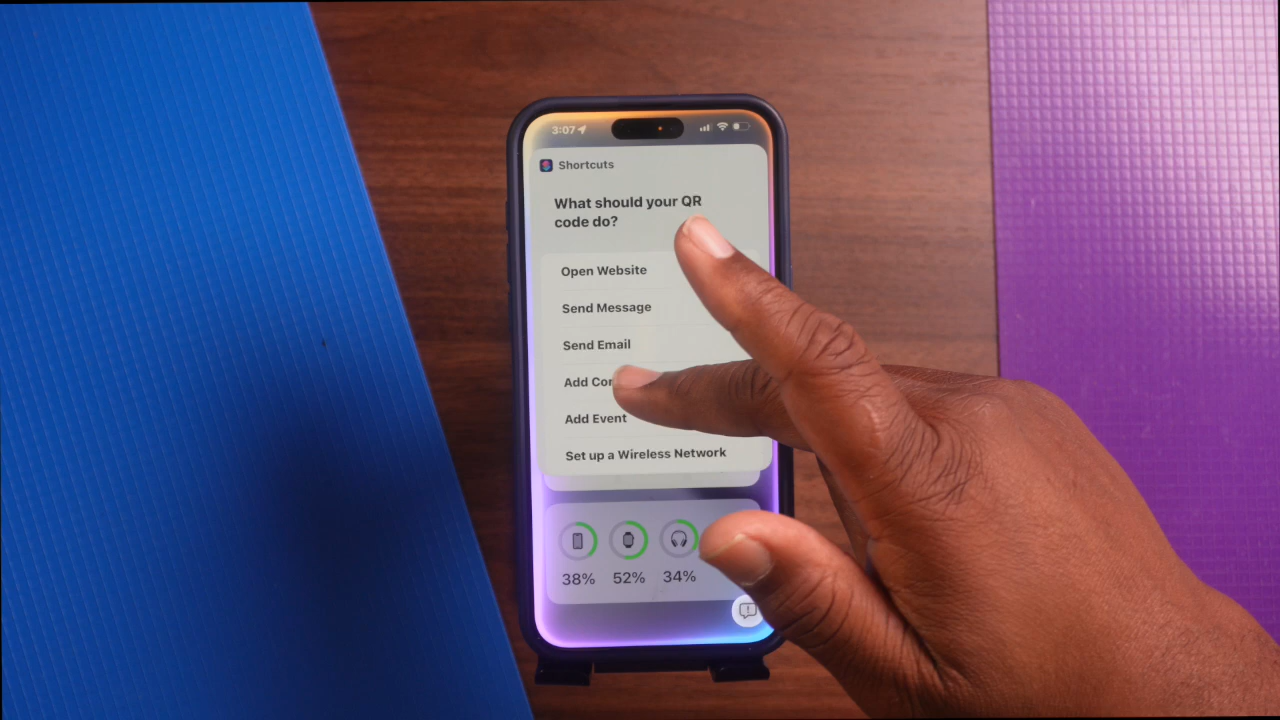 3:07
Shortcuts
What should your QR
code do?
Open Website
Send Message
Send Email
Add
Add Event
Set up a Wireless Network
38% 52% 34%